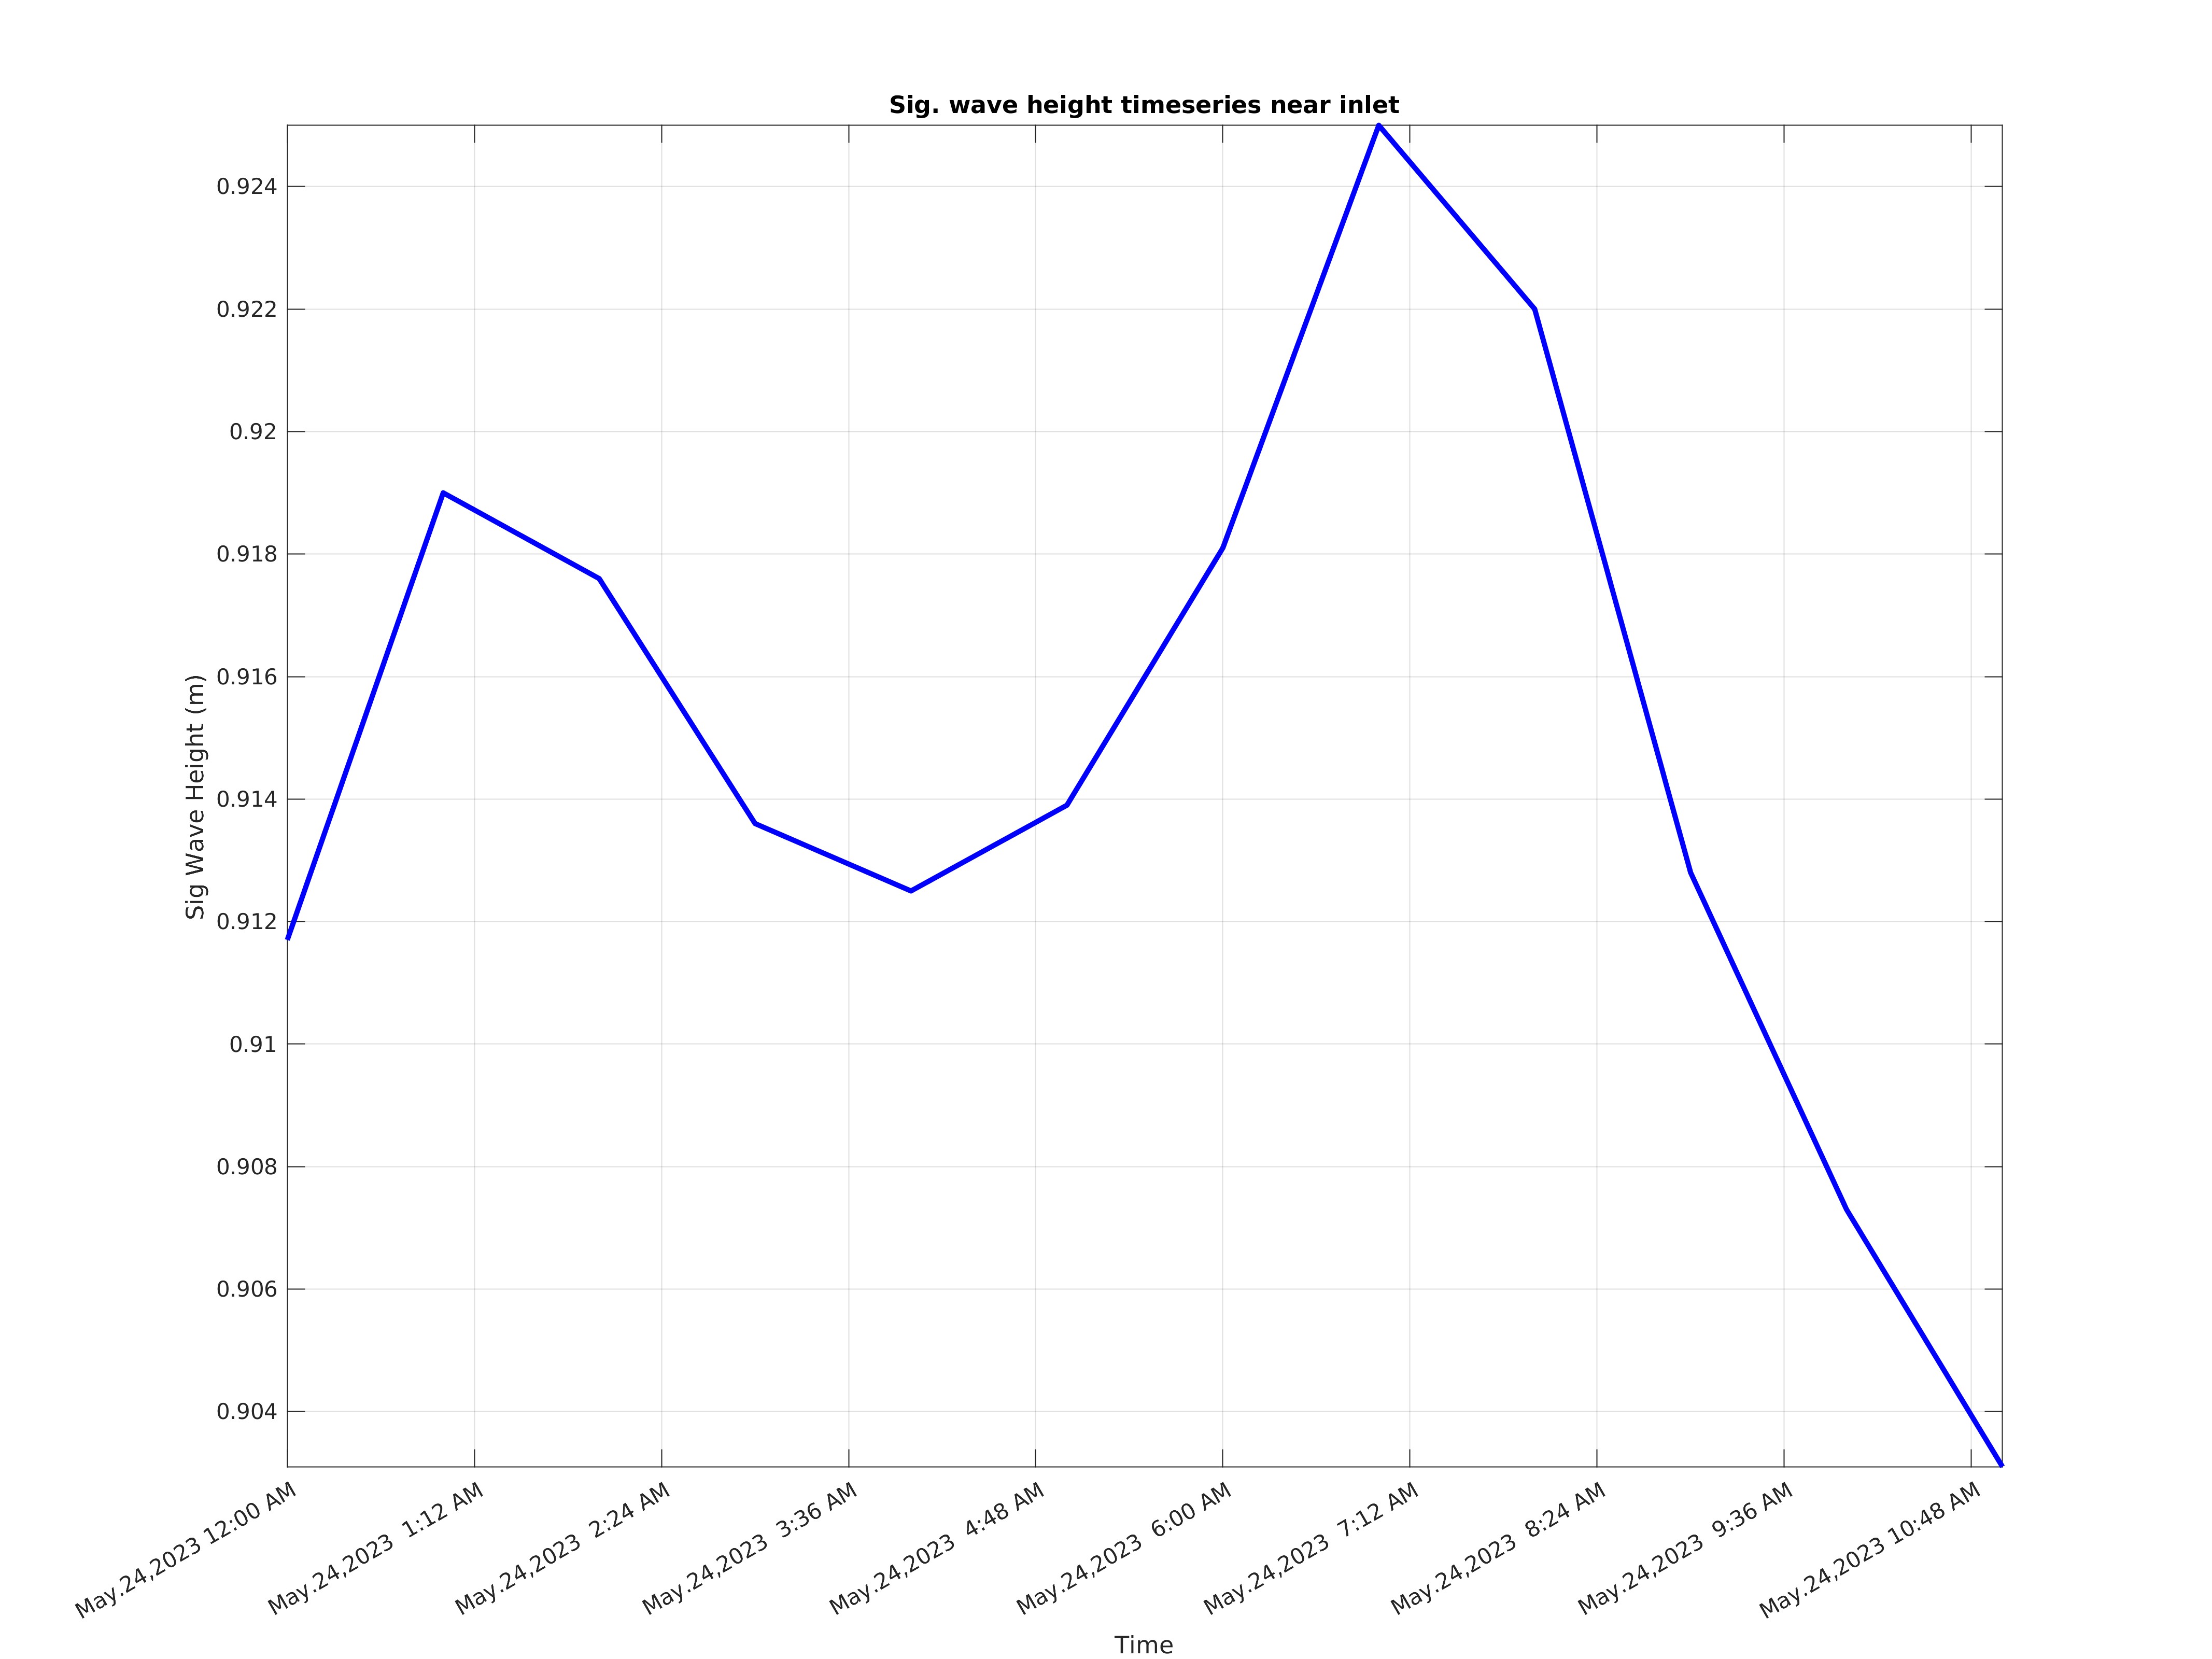 Sig. wave height timeseries near inlet
0.924
0.922
0.92
0.918
0.916
0.914
0.912
0.91
0.908
0.906
0.904
Sig Wave Height (m)
May.24,2023 12:00 AM
May.24,2023  1:12 AM
May.24,2023  2:24 AM
May.24,2023  3:36 AM
May.24,2023  4:48 AM
May.24,2023  6:00 AM
May.24,2023  7:12 AM
May.24,2023  8:24 AM
May.24,2023  9:36 AM
May.24,2023 10:48 AM
Time